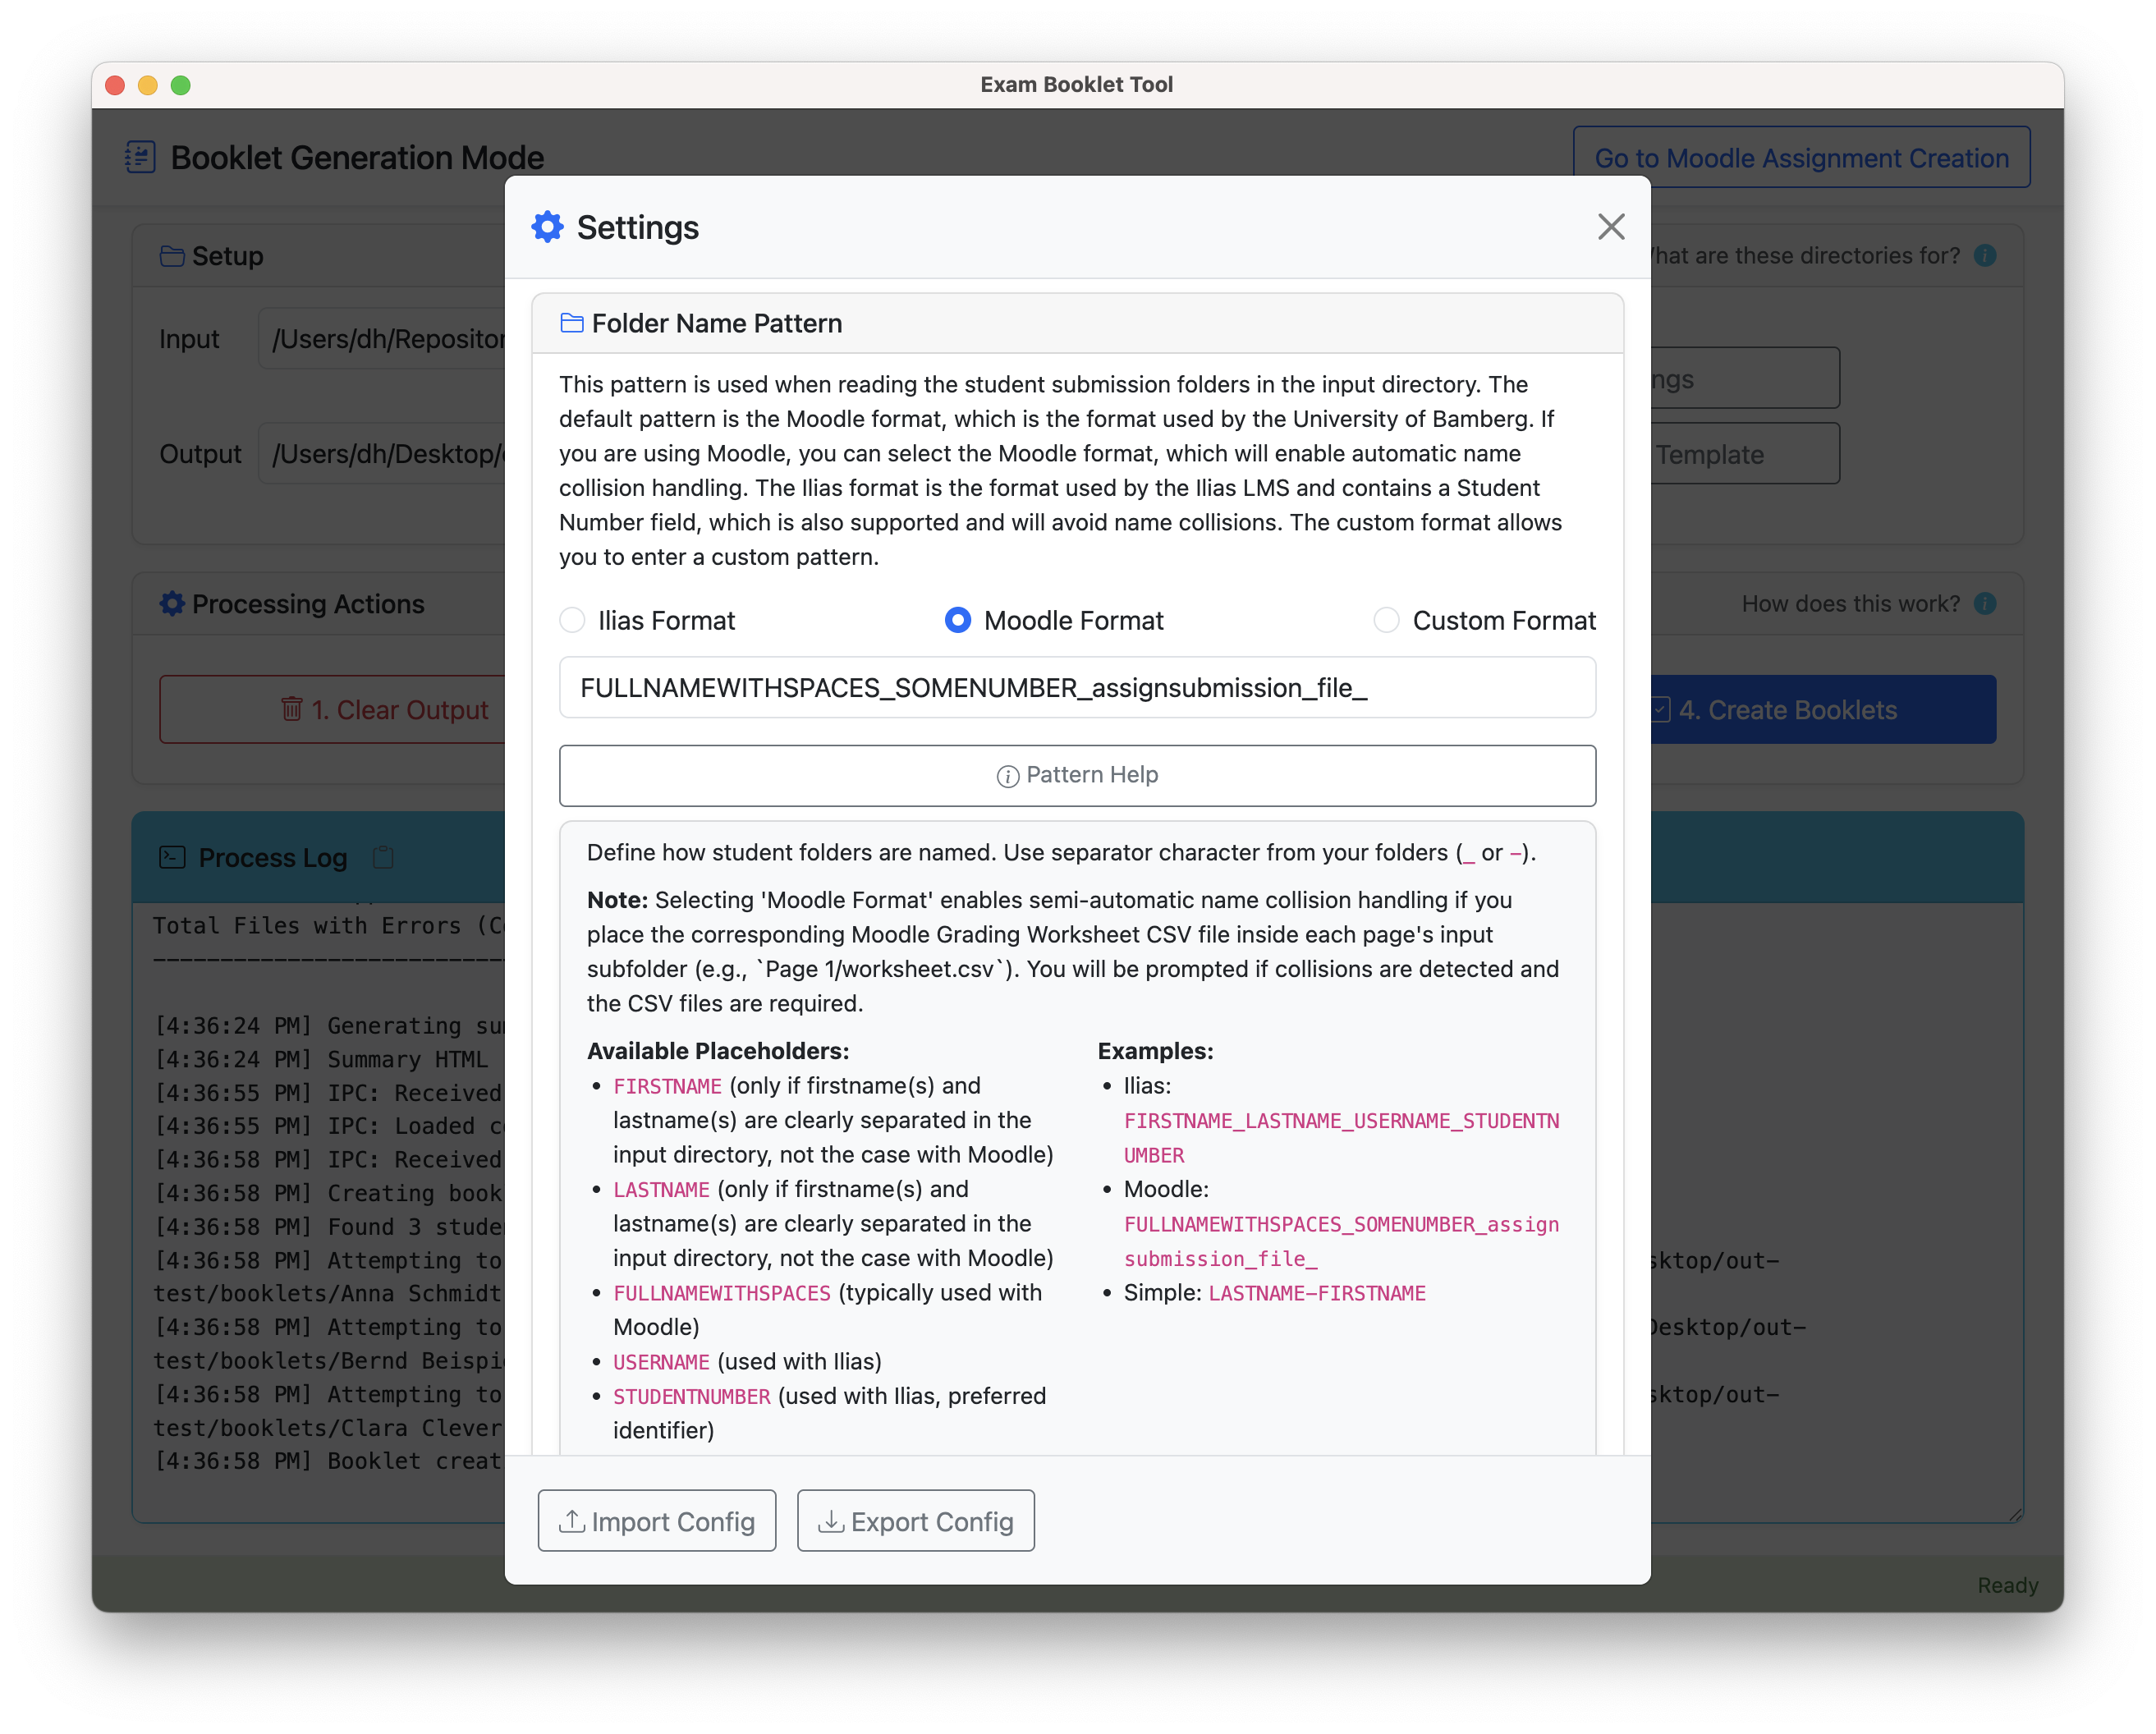 Exam Booklet Tool
Booklet Generation Mode
Go to Moodle Assignment Creation
Setup
hat are these directories for?
Input
/Users/dh/Repositor
ngs
Output
/Users/dh/Desktop/
Template
Processing Actions
How does this work?
1. Clear Output
4. Create Booklets
Process Log
Total Files with Errors (C
[4:36:24 PM] Generating su
[4:36:24 PM] Summary HTML
[4:36:55 PM] IPC: Received
[4:36:55 PM] IPC: Loaded c
[4:36:58 PM] IPC: Received
[4:36:58 PM] Creating book
[4:36:58 PM] Found 3 stude
[4:36:58 PM] Attempting to
sktop/out-
test/booklets/Anna Schmidt
[4:36:58 PM] Attempting to
Desktop/out-
test/booklets/Bernd Beispi
[4:36:58 PM] Attempting to
sktop/out-
test/booklets/Clara Clever
[4:36:58 PM] Booklet creat
Ready
Settings
Folder Name Pattern
This pattern is used when reading the student submission folders in the input directory. The
default pattern is the Moodle format, which is the format used by the University of Bamberg. If
you are using Moodle, you can select the Moodle format, which will enable automatic name
collision handling. The Ilias format is the format used by the Ilias LMS and contains a Student
Number field, which is also supported and will avoid name collisions. The custom format allows
you to enter a custom pattern.
Ilias Format
Moodle Format
Custom Format
FULLNAMEWITHSPACES_SOMENUMBER_assignsubmission_file_
Pattern Help
Define how student folders are named. Use separator character from your folders (_ or -).
Note: Selecting 'Moodle Format' enables semi-automatic name collision handling if you
place the corresponding Moodle Grading Worksheet CSV file inside each page's input
subfolder (e.g., `Page 1/worksheet.csv`). You will be prompted if collisions are detected and
the CSV files are required.
Available Placeholders:
• FIRSTNAME (only if firstname(s) and
lastname(s) are clearly separated in the
input directory, not the case with Moodle)
• LASTNAME (only if firstname(s) and
lastname(s) are clearly separated in the
input directory, not the case with Moodle)
• FULLNAMEWITHSPACES (typically used with
Moodle)
• USERNAME (used with Ilias)
• STUDENTNUMBER (used with Ilias, preferred
identifier)
Examples:
• Ilias:
FIRSTNAME_LASTNAME_USERNAME_STUDENTN
UMBER
• Moodle:
FULLNAMEWITHSPACES_SOMENUMBER_assign
submission_file_
• Simple: LASTNAME-FIRSTNAME
Import Config
Export Config